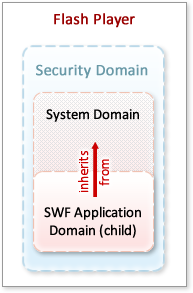 Flash Player
Security Domain
System Domain
inherits
from
SWF Application
Domain (child)